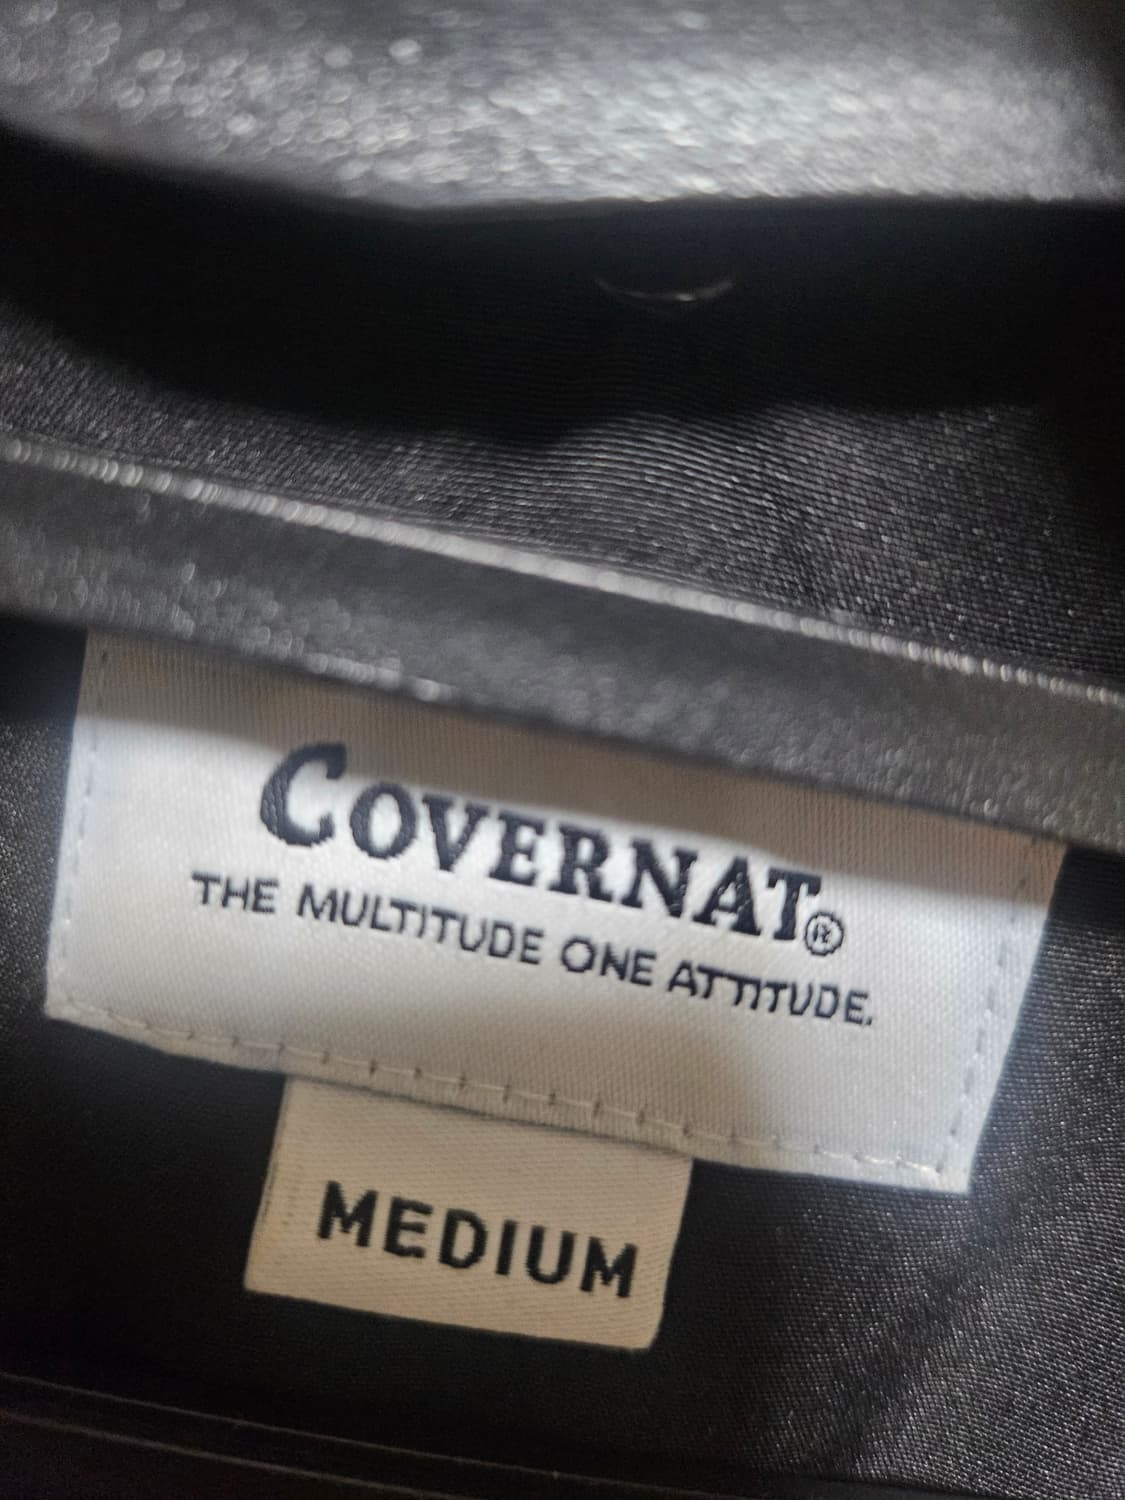 COVERNAT®
THE MULTITUDE ONE ATTITUDE.
MEDIUM